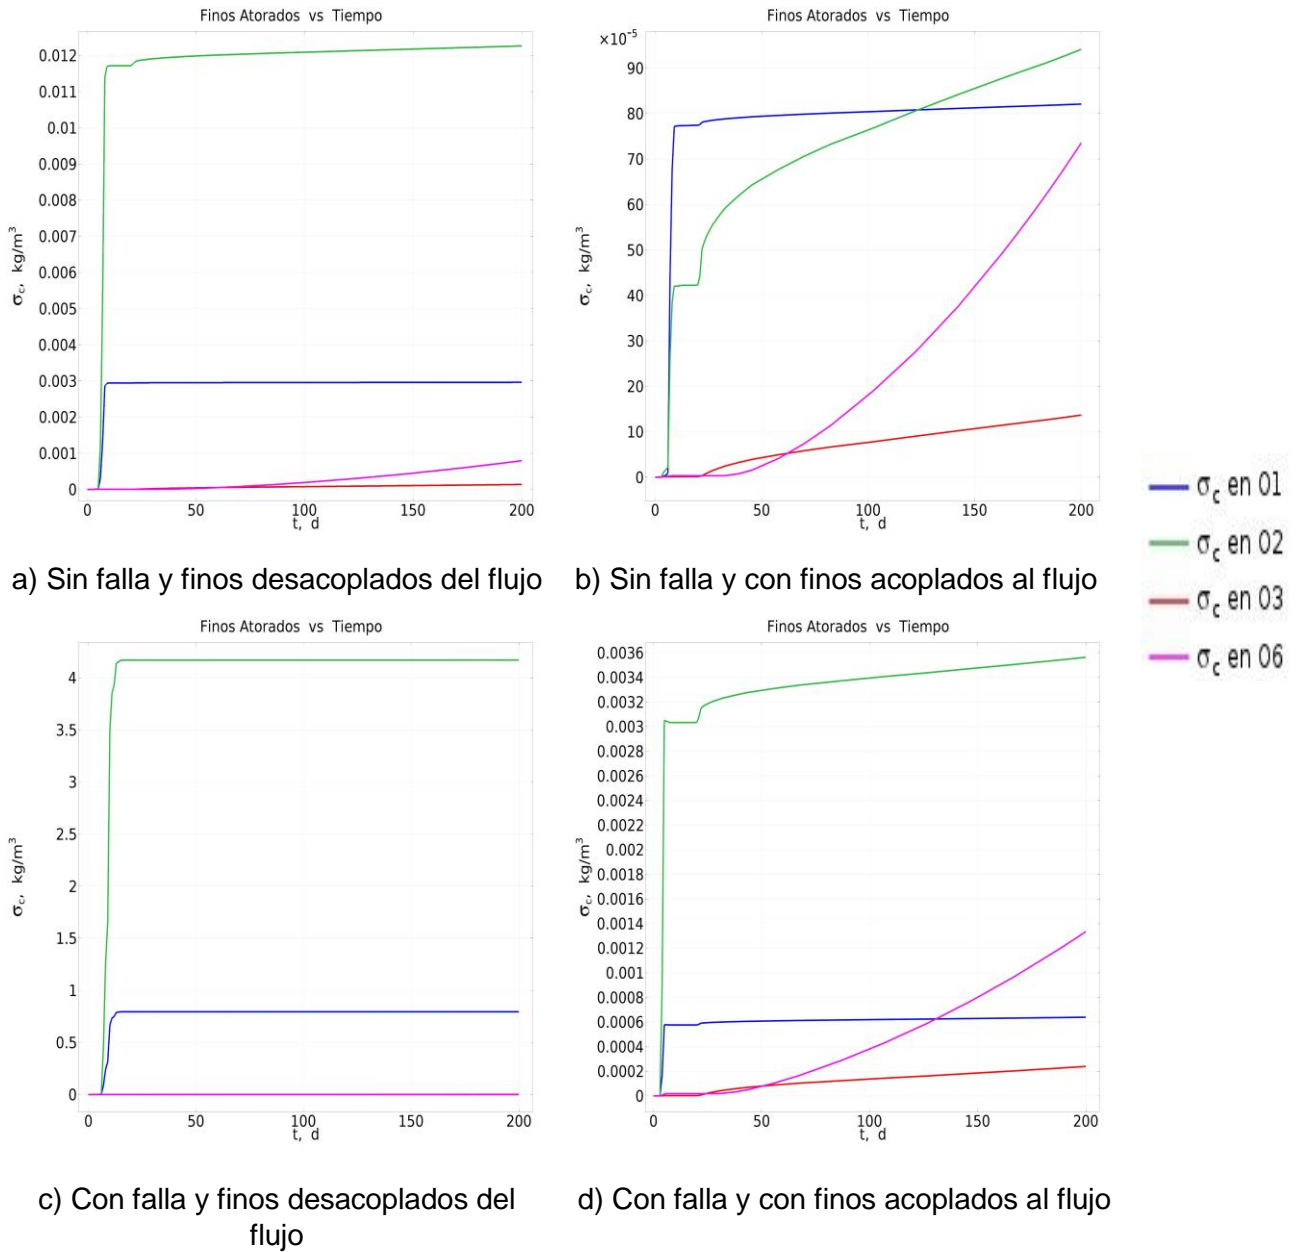 Finos Atorados vs Tiempo
σc, kg/m³
0.012
0.011
0.01
0.009
0.008
0.007
0.006
0.005
0.004
0.003
0.002
0.001
0
0 50 100 150 200
t, d
a) Sin falla y finos desacoplados del flujo
Finos Atorados vs Tiempo
×10⁻⁵
σc, kg/m³
90
80
70
60
50
40
30
20
10
0
0 50 100 150 200
t, d
b) Sin falla y con finos acoplados al flujo
Finos Atorados vs Tiempo
σc, kg/m³
4
3.5
3
2.5
2
1.5
1
0.5
0
0 50 100 150 200
t, d
c) Con falla y finos desacoplados del
flujo
Finos Atorados vs Tiempo
σc, kg/m³
0.0036
0.0034
0.0032
0.003
0.0028
0.0026
0.0024
0.0022
0.002
0.0018
0.0016
0.0014
0.0012
0.001
0.0008
0.0006
0.0004
0.0002
0
0 50 100 150 200
t, d
d) Con falla y con finos acoplados al flujo
σc en 01
σc en 02
σc en 03
σc en 06